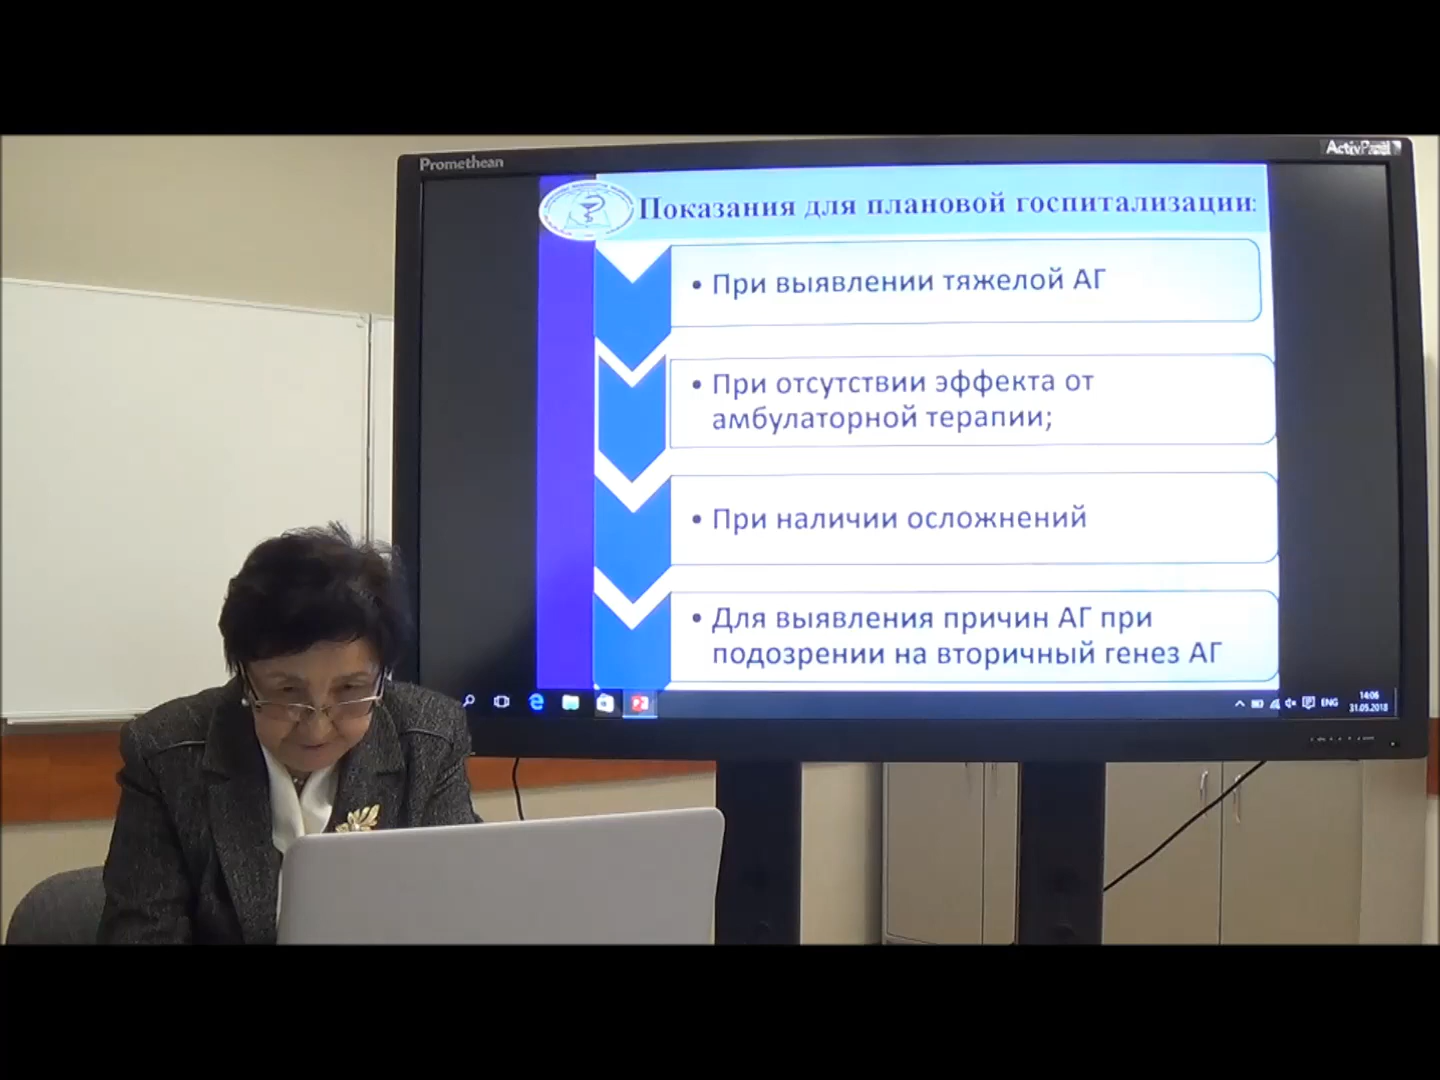 Promethean
ActivPanel
Показания для плановой госпитализации:
• При выявлении тяжелой АГ
• При отсутствии эффекта от
амбулаторной терапии;
• При наличии осложнений
• Для выявления причин АГ при
подозрении на вторичный генез АГ
ENG
14:06
31.05.2018